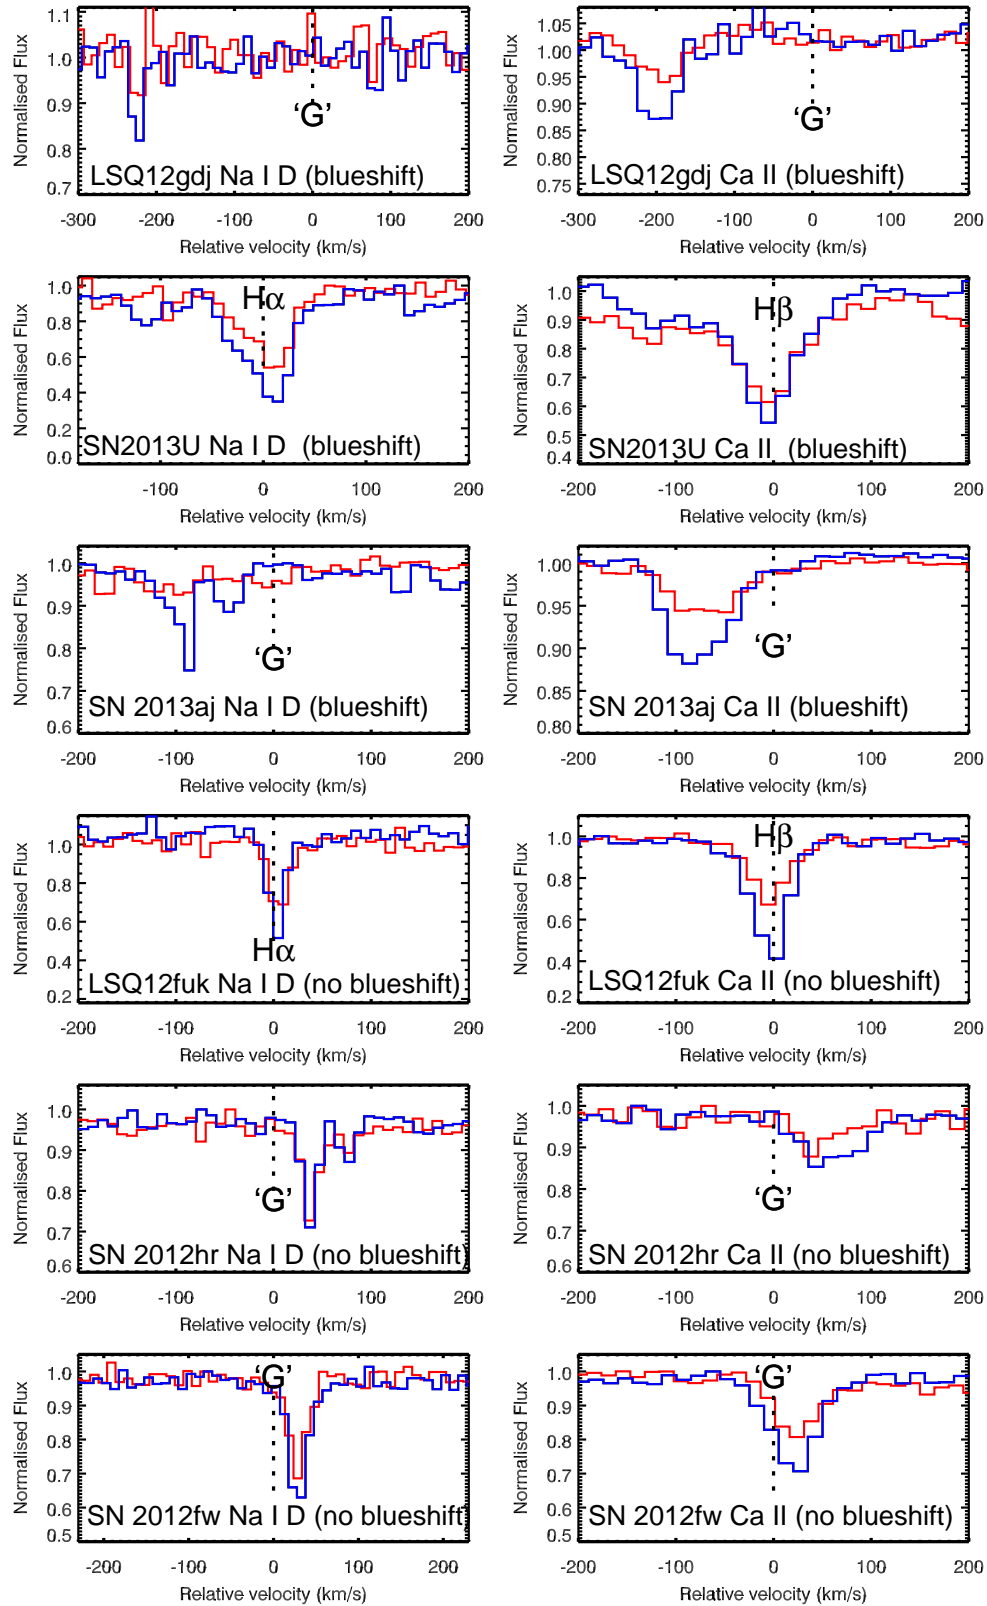 1.1
1.0
0.9
0.8
0.7
Normalised Flux
'G'
LSQ12gdj Na I D (blueshift)
-300 -200 -100 0 100 200
Relative velocity (km/s)
1.05
1.00
0.95
0.90
0.85
0.80
0.75
Normalised Flux
'G'
LSQ12gdj Ca II (blueshift)
-300 -200 -100 0 100 200
Relative velocity (km/s)
1.0
0.8
0.6
0.4
0.2
0.0
Normalised Flux
Hα
SN2013U Na I D (blueshift)
-100 0 100 200
Relative velocity (km/s)
1.0
0.9
0.8
0.7
0.6
0.5
0.4
Normalised Flux
Hβ
SN2013U Ca II (blueshift)
-200 -100 0 100 200
Relative velocity (km/s)
1.0
0.9
0.8
0.7
0.6
Normalised Flux
'G'
SN 2013aj Na I D (blueshift)
-200 -100 0 100 200
Relative velocity (km/s)
1.00
0.95
0.90
0.85
0.80
Normalised Flux
'G'
SN 2013aj Ca II (blueshift)
-200 -100 0 100 200
Relative velocity (km/s)
1.0
0.8
0.6
0.4
0.2
Normalised Flux
Hα
LSQ12fuk Na I D (no blueshift)
-200 -100 0 100 200
Relative velocity (km/s)
1.0
0.8
0.6
0.4
0.2
Normalised Flux
Hβ
LSQ12fuk Ca II (no blueshift)
-200 -100 0 100 200
Relative velocity (km/s)
1.0
0.9
0.8
0.7
0.6
Normalised Flux
'G'
SN 2012hr Na I D (no blueshift)
-200 -100 0 100 200
Relative velocity (km/s)
1.0
0.9
0.8
0.7
0.6
Normalised Flux
'G'
SN 2012hr Ca II (no blueshift)
-200 -100 0 100 200
Relative velocity (km/s)
1.0
0.9
0.8
0.7
0.6
0.5
Normalised Flux
'G'
SN 2012fw Na I D (no blueshift)
-200 -100 0 100 200
Relative velocity (km/s)
1.0
0.9
0.8
0.7
0.6
0.5
Normalised Flux
'G'
SN 2012fw Ca II (no blueshift)
-200 -100 0 100 200
Relative velocity (km/s)